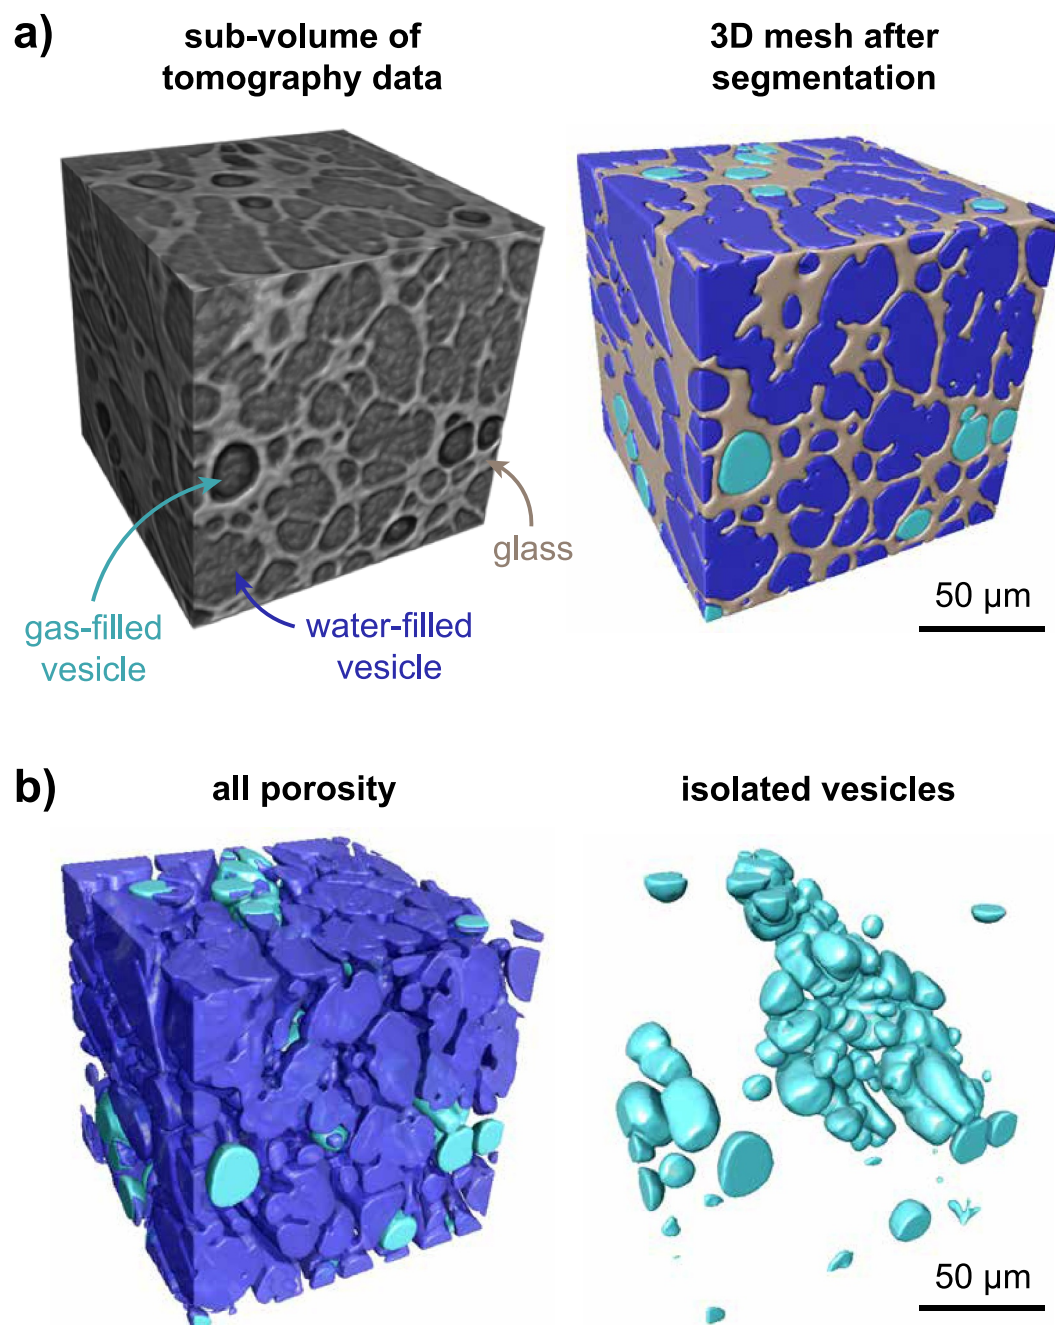 a)
sub-volume of
tomography data
3D mesh after
segmentation
glass
gas-filled
vesicle
water-filled
vesicle
50 µm
b)
all porosity
isolated vesicles
50 µm